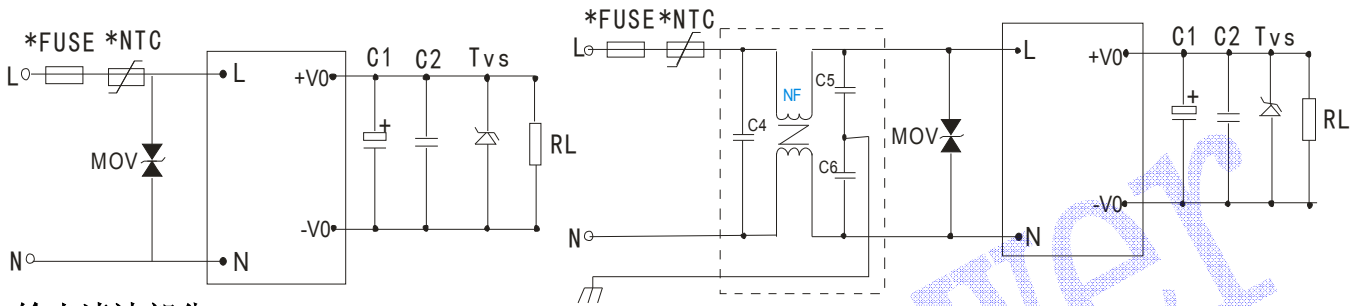 *FUSE *NTC
L
L
+V0
C1
C2
Tvs
MOV
RL
-V0
N
N
*FUSE*NTC
L
L
+V0
C1
C2
Tvs
NF
C5
C4
C6
MOV
RL
-V0
N
N